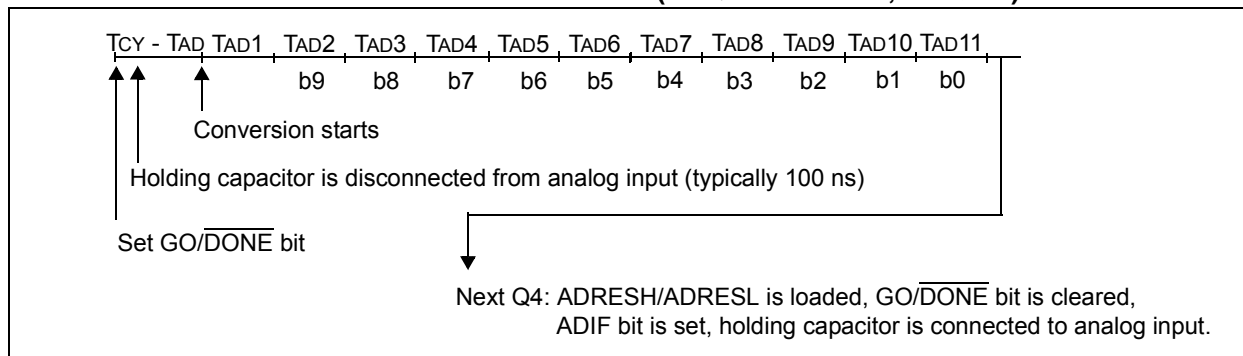 TCY - TAD TAD1 TAD2 TAD3 TAD4 TAD5 TAD6 TAD7 TAD8 TAD9 TAD10 TAD11
b9 b8 b7 b6 b5 b4 b3 b2 b1 b0
Conversion starts
Holding capacitor is disconnected from analog input (typically 100 ns)
Set GO/DONE bit
Next Q4: ADRESH/ADRESL is loaded, GO/DONE bit is cleared,
ADIF bit is set, holding capacitor is connected to analog input.